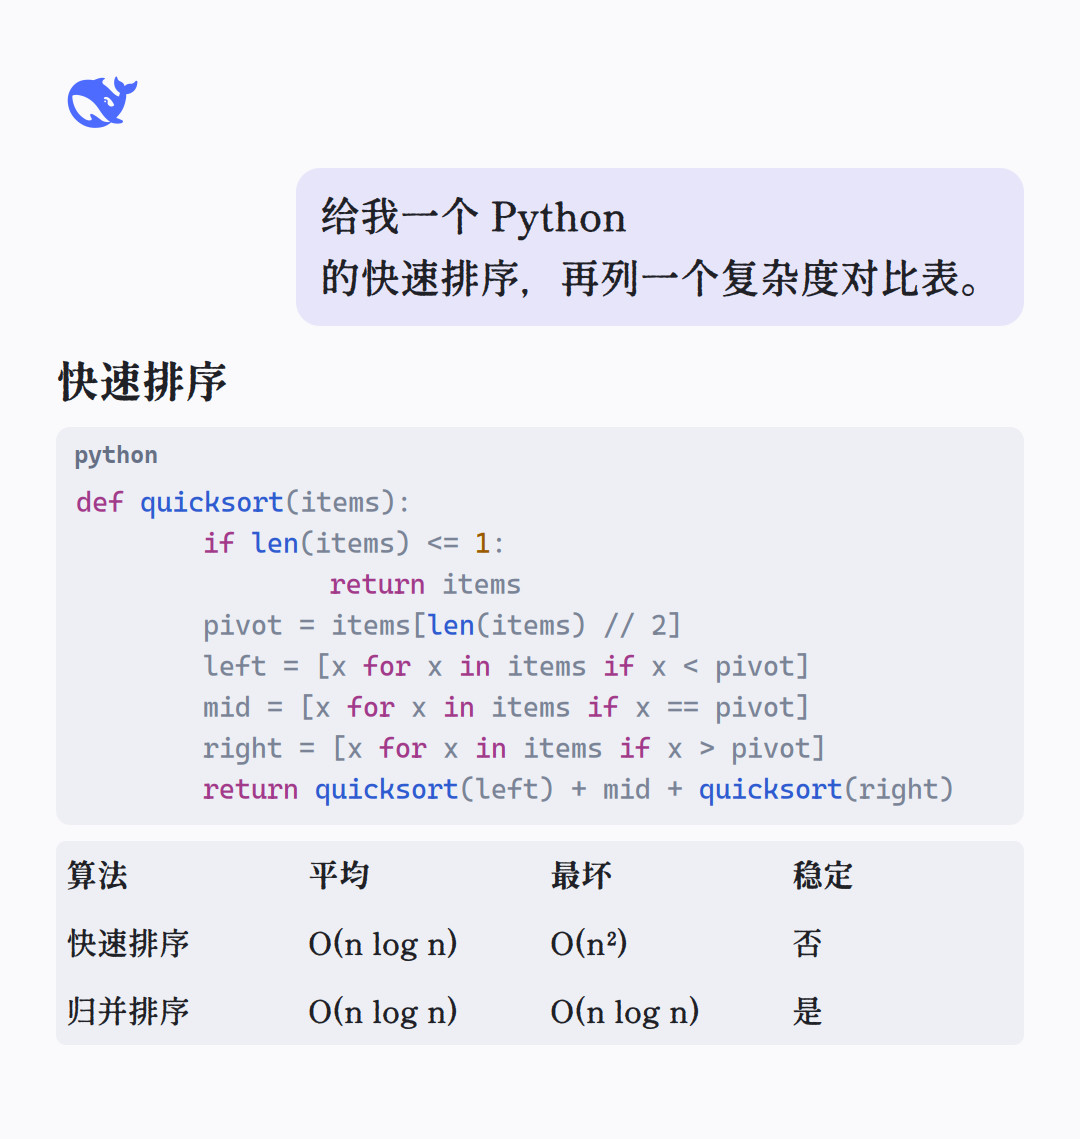 给我一个 Python
的快速排序，再列一个复杂度对比表。
快速排序
python
def quicksort(items):
        if len(items) <= 1:
                return items
        pivot = items[len(items) // 2]
        left = [x for x in items if x < pivot]
        mid = [x for x in items if x == pivot]
        right = [x for x in items if x > pivot]
        return quicksort(left) + mid + quicksort(right)
算法 平均 最坏 稳定
快速排序 O(n log n) O(n²) 否
归并排序 O(n log n) O(n log n) 是